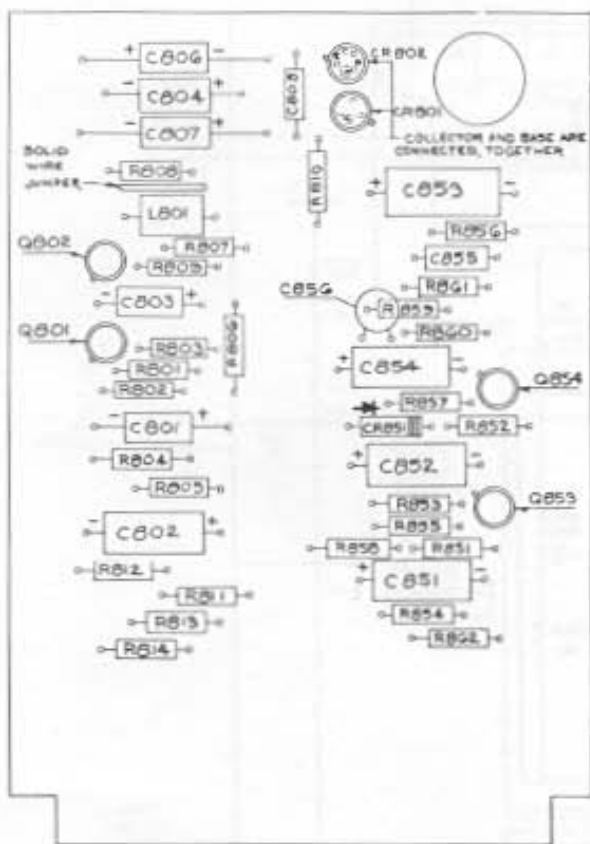 + C806 -
- C804 +
- C807 +
C808
CR802
CR801
COLLECTOR AND BASE ARE
CONNECTED, TOGETHER
R808
SOLID
WIRE
JUMPER
R810
+ C859 -
L801
R856
R807
C855
Q802
R809
R861
- C803 +
C856
R859
R860
Q801
R806
R803
+ C854 -
R801
Q854
R802
R857
CR851
R852
- C801 +
R804
+ C852 -
R805
R853
Q853
R855
- C802 +
R858
R851
R812
+ C851 -
R811
R854
R813
R862
R814